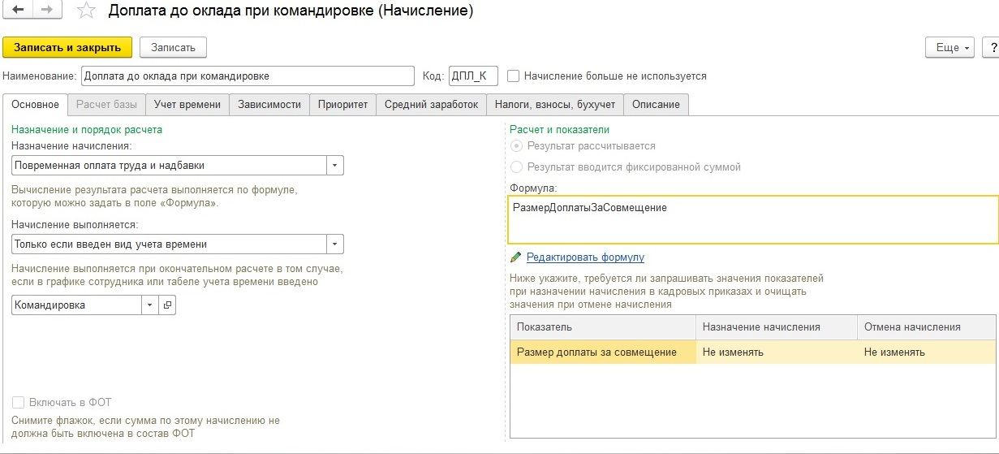 Доплата до оклада при командировке (Начисление)
Записать и закрыть
Записать
Еще
?
Наименование: Доплата до оклада при командировке
Код: ДПЛ_К
Начисление больше не используется
Основное
Расчет базы
Учет времени
Зависимости
Приоритет
Средний заработок
Налоги, взносы, бухучет
Описание
Назначение и порядок расчета
Назначение начисления:
Повременная оплата труда и надбавки
Вычисление результата расчета выполняется по формуле,
которую можно задать в поле «Формула».
Начисление выполняется:
Только если введен вид учета времени
Начисление выполняется при окончательном расчете в том случае,
если в графике сотрудника или табеле учета времени введено
Командировка
Включать в ФОТ
Снимите флажок, если сумма по этому начислению не
должна быть включена в состав ФОТ
Расчет и показатели
Результат рассчитывается
Результат вводится фиксированной суммой
Формула:
РазмерДоплатыЗаСовмещение
Редактировать формулу
Ниже укажите, требуется ли запрашивать значения показателей
при назначении начисления в кадровых приказах и очищать
значения при отмене начисления
Показатель
Назначение начисления
Отмена начисления
Размер доплаты за совмещение
Не изменять
Не изменять